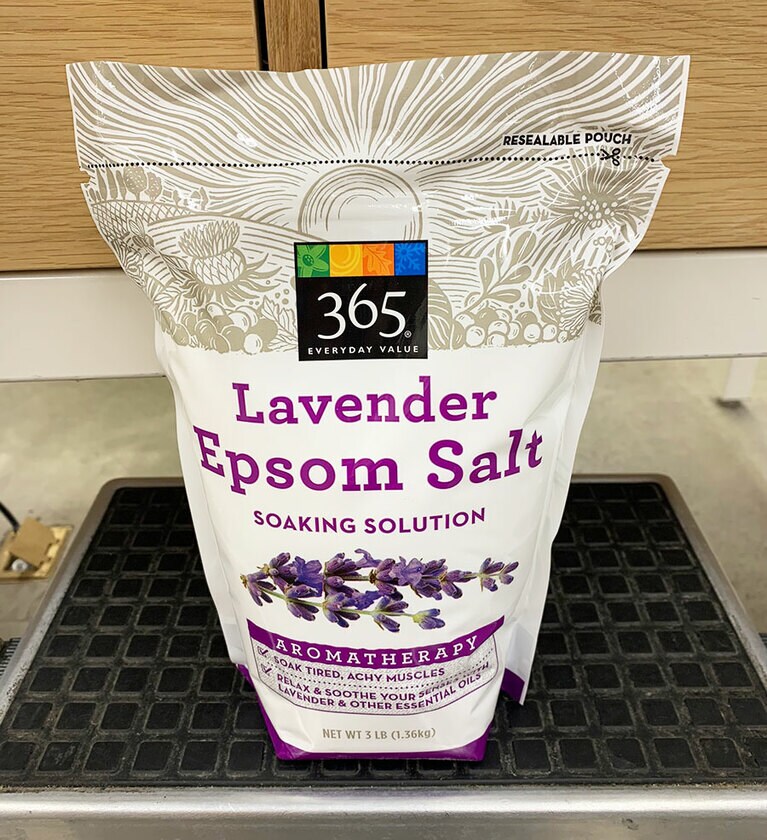 RESEALABLE POUCH
365®
EVERYDAY VALUE
Lavender
Epsom Salt
SOAKING SOLUTION
AROMATHERAPY
SOAK TIRED, ACHY MUSCLES
RELAX & SOOTHE YOUR SENSES WITH
LAVENDER & OTHER ESSENTIAL OILS
NET WT 3 LB (1.36kg)